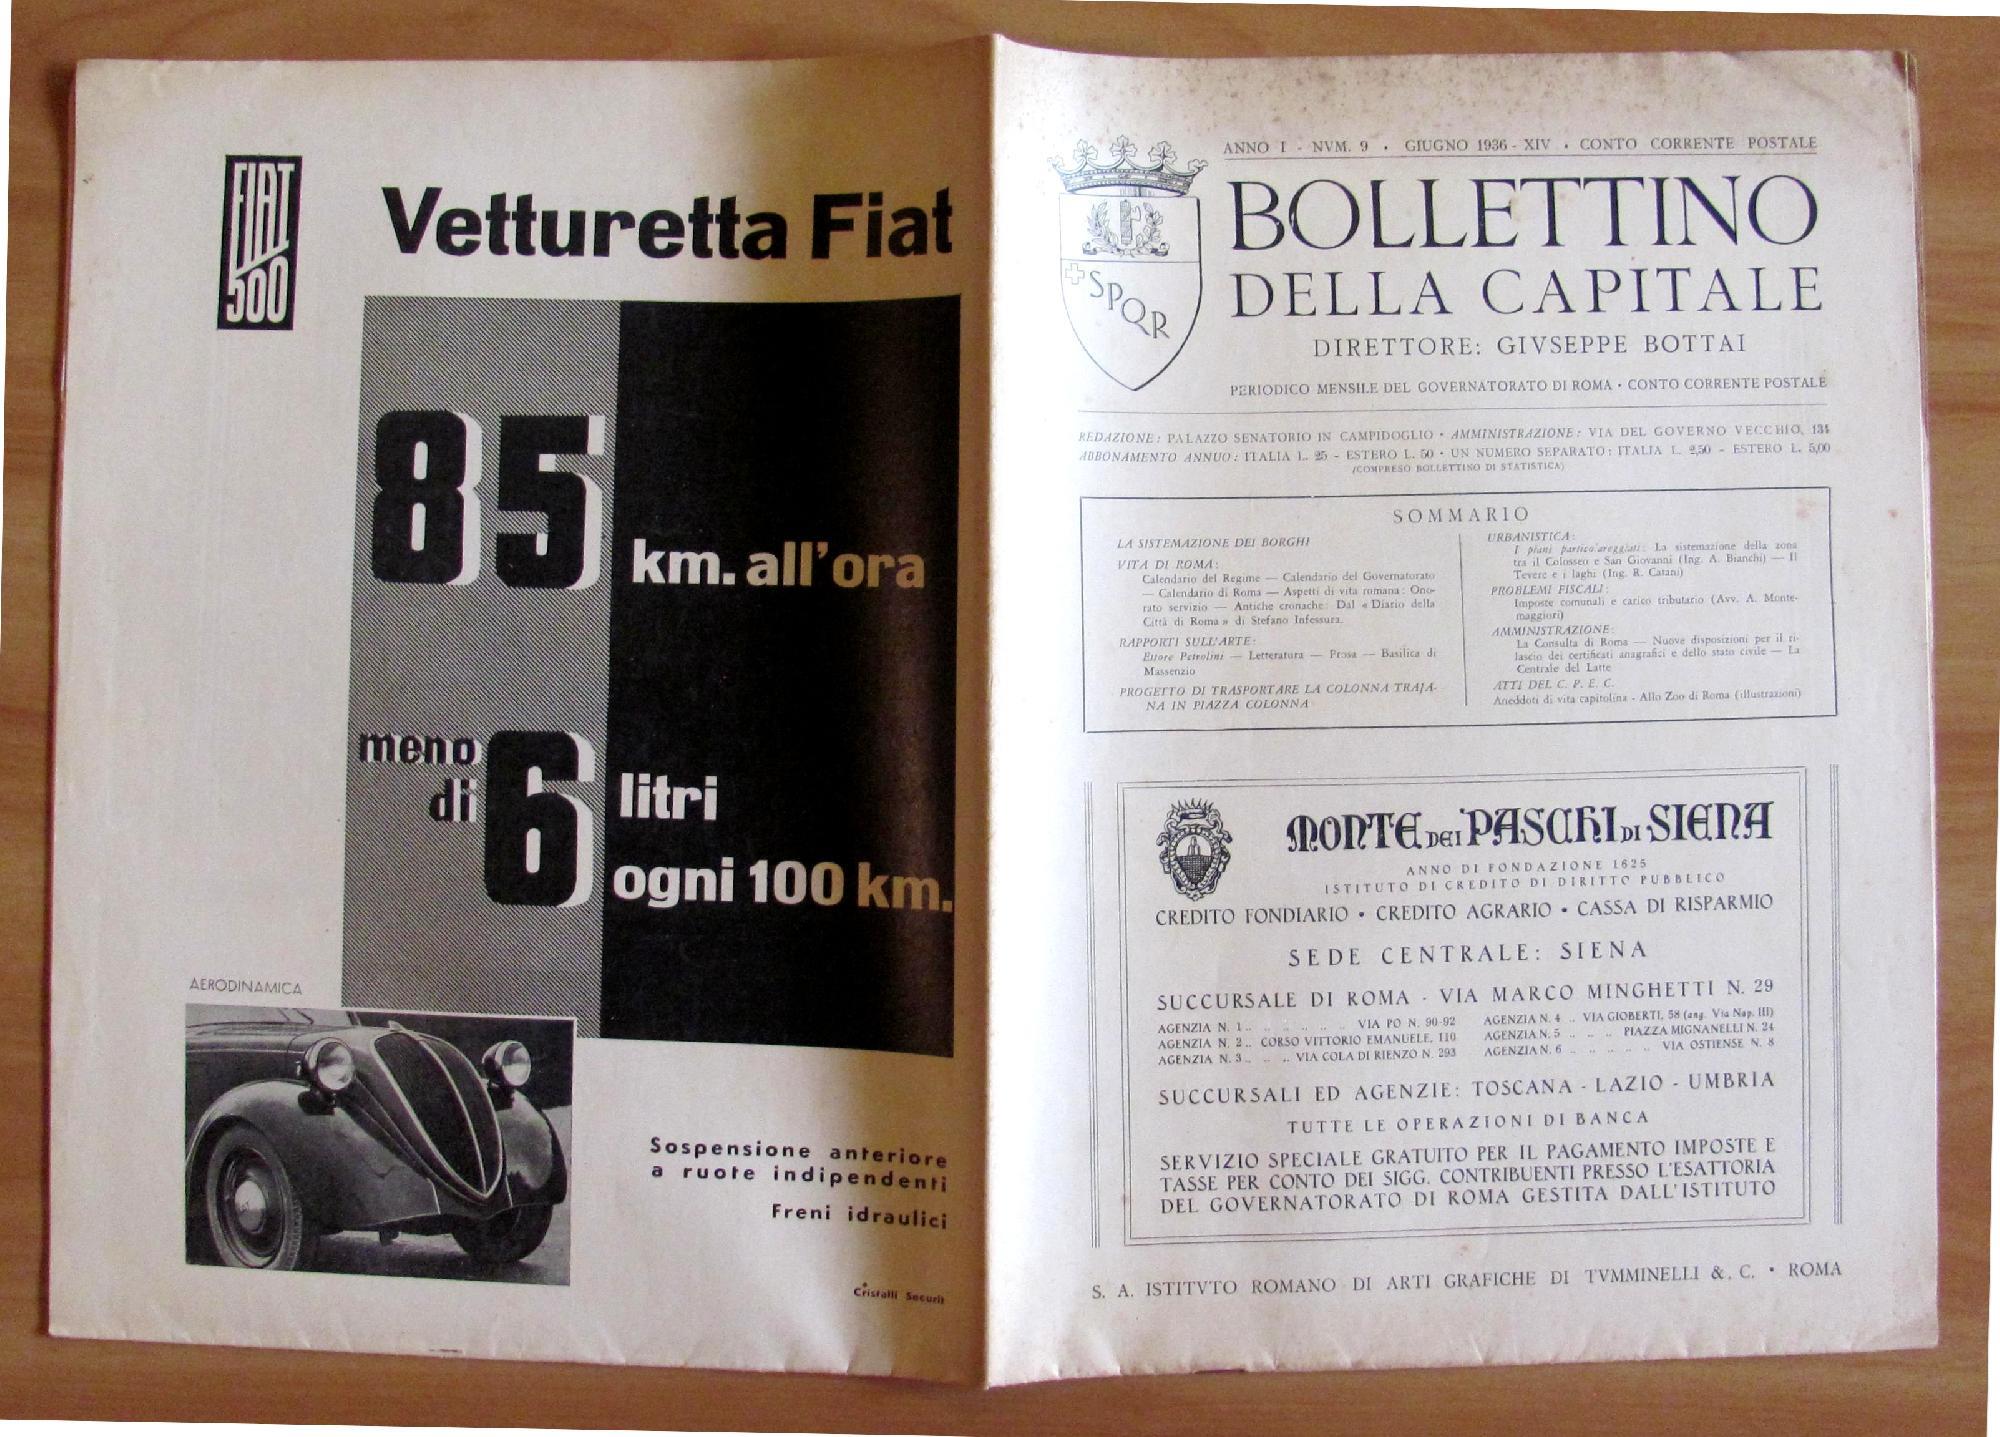 FIAT
500
Vetturetta Fiat
85
km. all'ora
meno
di 6 litri
ogni 100 km.
AERODINAMICA
Sospensione anteriore
a ruote indipendenti
Freni idraulici
Cristalli Securit
ANNO I - NVM. 9 • GIUGNO 1936 - XIV • CONTO CORRENTE POSTALE
BOLLETTINO
DELLA CAPITALE
DIRETTORE: GIVSEPPE BOTTAI
SPQR
PERIODICO MENSILE DEL GOVERNATORATO DI ROMA • CONTO CORRENTE POSTALE
REDAZIONE: PALAZZO SENATORIO IN CAMPIDOGLIO • AMMINISTRAZIONE: VIA DEL GOVERNO VECCHIO, 134
ABBONAMENTO ANNUO: ITALIA L. 25 - ESTERO L. 50 • UN NUMERO SEPARATO: ITALIA L. 2,50 - ESTERO L. 5,00
(COMPRESO BOLLETTINO DI STATISTICA)
SOMMARIO
LA SISTEMAZIONE DEI BORGHI
VITA DI ROMA:
Calendario del Regime — Calendario del Governatorato
— Calendario di Roma — Aspetti di vita romana: Ono-
rato servizio — Antiche cronache: Dal « Diario della
Città di Roma » di Stefano Infessura.
RAPPORTI SULL'ARTE:
Ettore Petrolini — Letteratura — Prosa — Basilica di
Massenzio
PROGETTO DI TRASPORTARE LA COLONNA TRAJA-
NA IN PIAZZA COLONNA
URBANISTICA:
I piani particolareggiati: La sistemazione della zona
tra il Colosseo e San Giovanni (Ing. A. Bianchi) — Il
Tevere e i laghi (Ing. R. Catani)
PROBLEMI FISCALI:
Imposte comunali e carico tributario (Avv. A. Monte-
maggiori)
AMMINISTRAZIONE:
La Consulta di Roma — Nuove disposizioni per il ri-
lascio dei certificati anagrafici e dello stato civile — La
Centrale del Latte
ATTI DEL C. P. E. C.
Aneddoti di vita capitolina - Allo Zoo di Roma (illustrazioni)
MONTE DEI PASCHI DI SIENA
ANNO DI FONDAZIONE 1625
ISTITUTO DI CREDITO DI DIRITTO PUBBLICO
CREDITO FONDIARIO • CREDITO AGRARIO • CASSA DI RISPARMIO
SEDE CENTRALE: SIENA
SUCCURSALE DI ROMA - VIA MARCO MINGHETTI N. 29
AGENZIA N. 1 .. .. .. .. .. VIA PO N. 90-92
AGENZIA N. 2 .. CORSO VITTORIO EMANUELE, 110
AGENZIA N. 3 .. .. .. VIA COLA DI RIENZO N. 293
AGENZIA N. 4 .. VIA GIOBERTI, 58 (ang. Via Nap. III)
AGENZIA N. 5 .. .. .. PIAZZA MIGNANELLI N. 24
AGENZIA N. 6 .. .. .. .. .. VIA OSTIENSE N. 8
SUCCURSALI ED AGENZIE: TOSCANA - LAZIO - UMBRIA
TUTTE LE OPERAZIONI DI BANCA
SERVIZIO SPECIALE GRATUITO PER IL PAGAMENTO IMPOSTE E
TASSE PER CONTO DEI SIGG. CONTRIBUENTI PRESSO L'ESATTORIA
DEL GOVERNATORATO DI ROMA GESTITA DALL'ISTITUTO
S. A. ISTITVTO ROMANO DI ARTI GRAFICHE DI TVMMINELLI & C. • ROMA